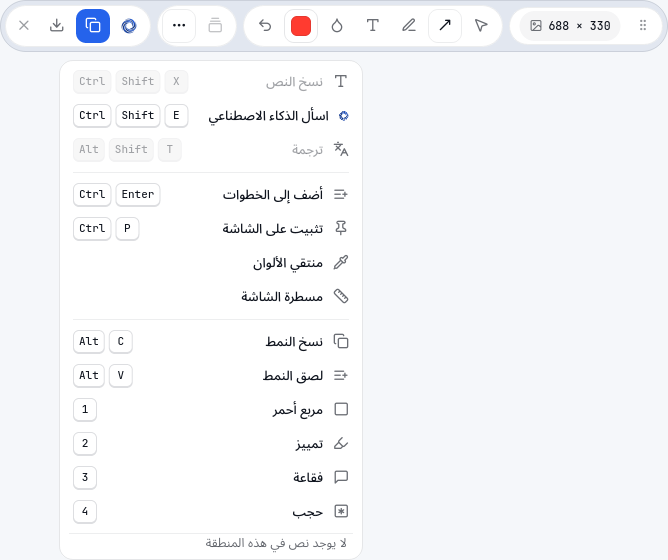 688 × 330
نسخ النص Ctrl Shift X
اسأل الذكاء الاصطناعي Ctrl Shift E
ترجمة Alt Shift T
أضف إلى الخطوات Ctrl Enter
تثبيت على الشاشة Ctrl P
منتقي الألوان
مسطرة الشاشة
نسخ النمط Alt C
لصق النمط Alt V
مربع أحمر 1
تمييز 2
فقاعة 3
حجب 4
لا يوجد نص في هذه المنطقة